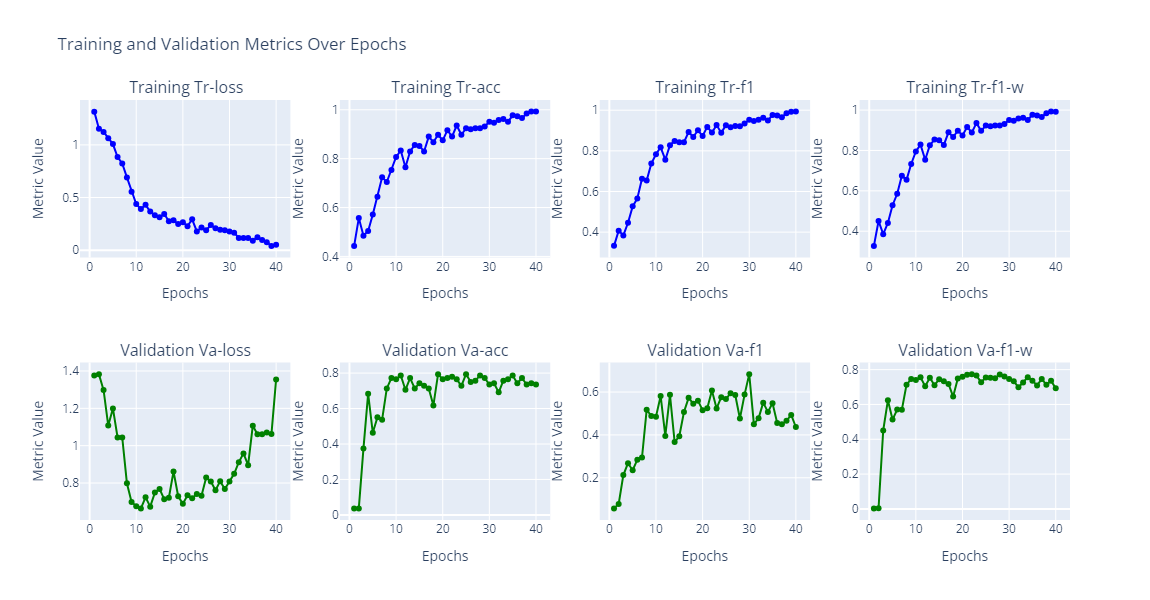 Training and Validation Metrics Over Epochs
Training Tr-loss
Training Tr-acc
Training Tr-f1
Training Tr-f1-w
Metric Value
1
0.5
0
0 10 20 30 40
Epochs
Metric Value
1
0.8
0.6
0.4
0 10 20 30 40
Epochs
Metric Value
1
0.8
0.6
0.4
0 10 20 30 40
Epochs
Metric Value
1
0.8
0.6
0.4
0 10 20 30 40
Epochs
Validation Va-loss
Validation Va-acc
Validation Va-f1
Validation Va-f1-w
Metric Value
1.4
1.2
1
0.8
0 10 20 30 40
Epochs
Metric Value
0.8
0.6
0.4
0.2
0
0 10 20 30 40
Epochs
Metric Value
0.6
0.4
0.2
0 10 20 30 40
Epochs
Metric Value
0.8
0.6
0.4
0.2
0
0 10 20 30 40
Epochs